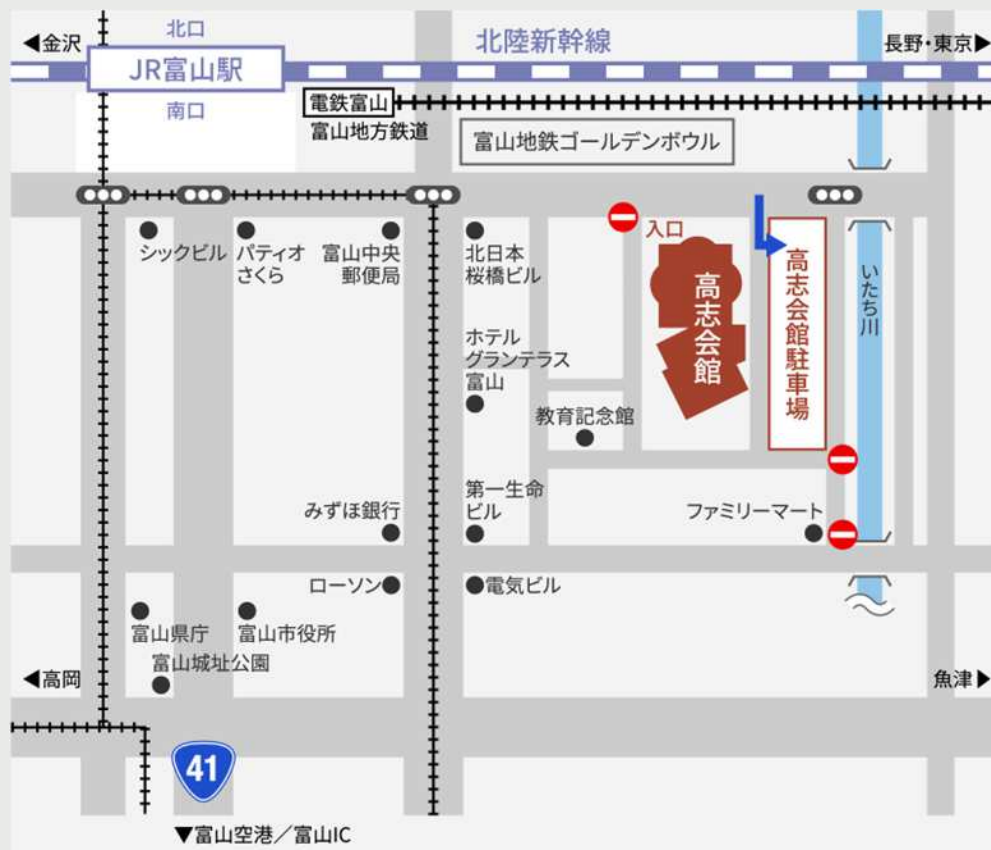 北口
◀金沢
北陸新幹線
長野・東京▶
JR富山駅
南口
電鉄富山
富山地方鉄道
富山地鉄ゴールデンボウル
入口
シックビル
パティオ
さくら
富山中央
郵便局
北日本
桜橋ビル
高志会館
高志会館駐車場
いたち川
ホテル
グランテラス
富山
教育記念館
みずほ銀行
第一生命
ビル
ファミリーマート
ローソン
電気ビル
富山県庁
富山市役所
富山城址公園
◀高岡
魚津▶
41
▼富山空港／富山IC